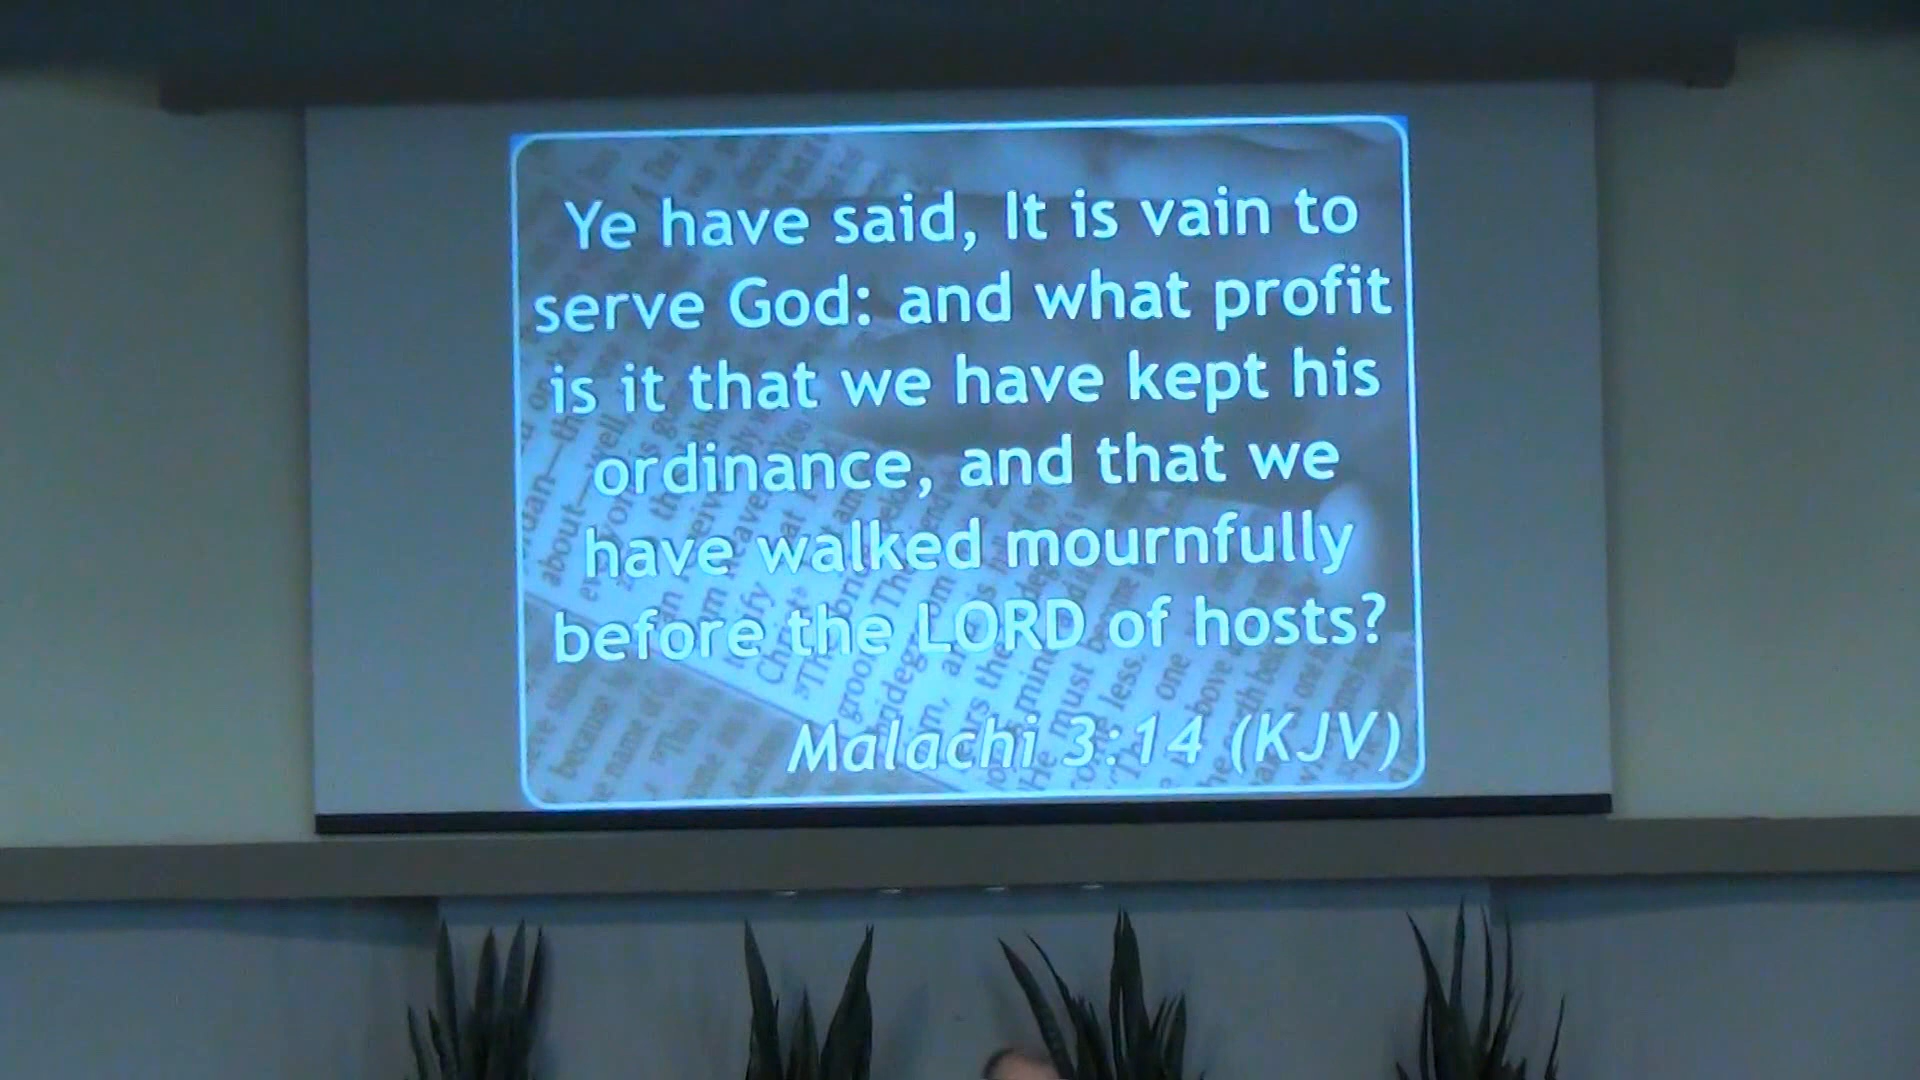 Ye have said, It is vain to
serve God: and what profit
is it that we have kept his
ordinance, and that we
have walked mournfully
before the LORD of hosts?
Malachi 3:14 (KJV)